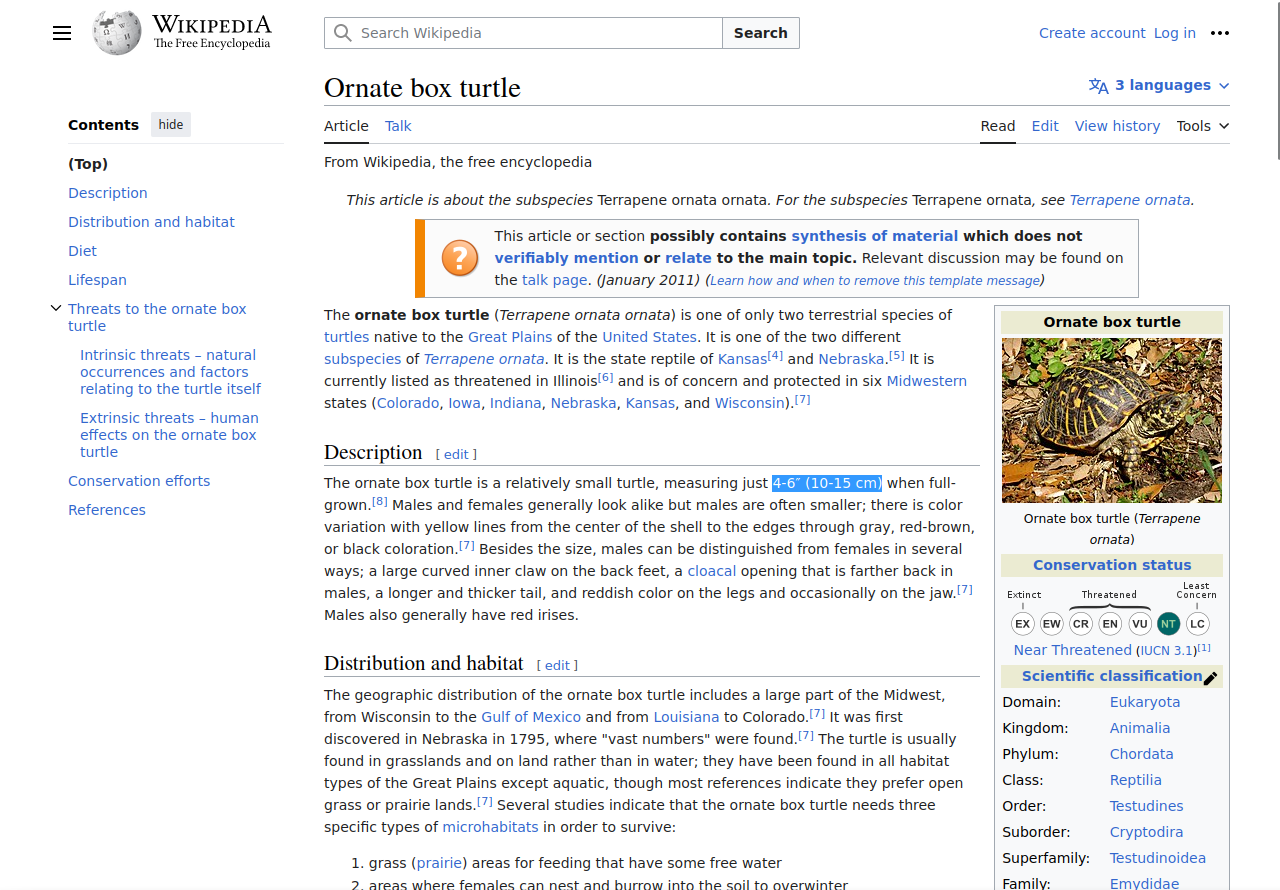 WIKIPEDIA
The Free Encyclopedia
Search Wikipedia
Search
Create account Log in
Ornate box turtle
3 languages
Article Talk
Read Edit View history Tools
From Wikipedia, the free encyclopedia
Contents hide
(Top)
Description
Distribution and habitat
Diet
Lifespan
Threats to the ornate box
turtle
Intrinsic threats – natural
occurrences and factors
relating to the turtle itself
Extrinsic threats – human
effects on the ornate box
turtle
Conservation efforts
References
This article is about the subspecies Terrapene ornata ornata. For the subspecies Terrapene ornata, see Terrapene ornata.
This article or section possibly contains synthesis of material which does not
verifiably mention or relate to the main topic. Relevant discussion may be found on
the talk page. (January 2011) (Learn how and when to remove this template message)
The ornate box turtle (Terrapene ornata ornata) is one of only two terrestrial species of
turtles native to the Great Plains of the United States. It is one of the two different
subspecies of Terrapene ornata. It is the state reptile of Kansas[4] and Nebraska.[5] It is
currently listed as threatened in Illinois[6] and is of concern and protected in six Midwestern
states (Colorado, Iowa, Indiana, Nebraska, Kansas, and Wisconsin).[7]
Description [ edit ]
The ornate box turtle is a relatively small turtle, measuring just 4-6″ (10-15 cm) when full-
grown.[8] Males and females generally look alike but males are often smaller; there is color
variation with yellow lines from the center of the shell to the edges through gray, red-brown,
or black coloration.[7] Besides the size, males can be distinguished from females in several
ways; a large curved inner claw on the back feet, a cloacal opening that is farther back in
males, a longer and thicker tail, and reddish color on the legs and occasionally on the jaw.[7]
Males also generally have red irises.
Distribution and habitat [ edit ]
The geographic distribution of the ornate box turtle includes a large part of the Midwest,
from Wisconsin to the Gulf of Mexico and from Louisiana to Colorado.[7] It was first
discovered in Nebraska in 1795, where "vast numbers" were found.[7] The turtle is usually
found in grasslands and on land rather than in water; they have been found in all habitat
types of the Great Plains except aquatic, though most references indicate they prefer open
grass or prairie lands.[7] Several studies indicate that the ornate box turtle needs three
specific types of microhabitats in order to survive:
1. grass (prairie) areas for feeding that have some free water
2. areas where females can nest and burrow into the soil to overwinter
Ornate box turtle
Ornate box turtle (Terrapene
ornata)
Conservation status
Extinct Threatened Least
Concern
EX EW CR EN VU NT LC
Near Threatened (IUCN 3.1)[1]
Scientific classification
Domain: Eukaryota
Kingdom: Animalia
Phylum: Chordata
Class: Reptilia
Order: Testudines
Suborder: Cryptodira
Superfamily: Testudinoidea
Family: Emydidae